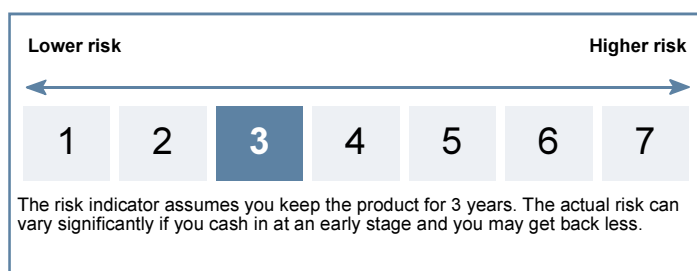 Lower risk Higher risk
1 2 3 4 5 6 7
The risk indicator assumes you keep the product for 3 years. The actual risk can
vary significantly if you cash in at an early stage and you may get back less.